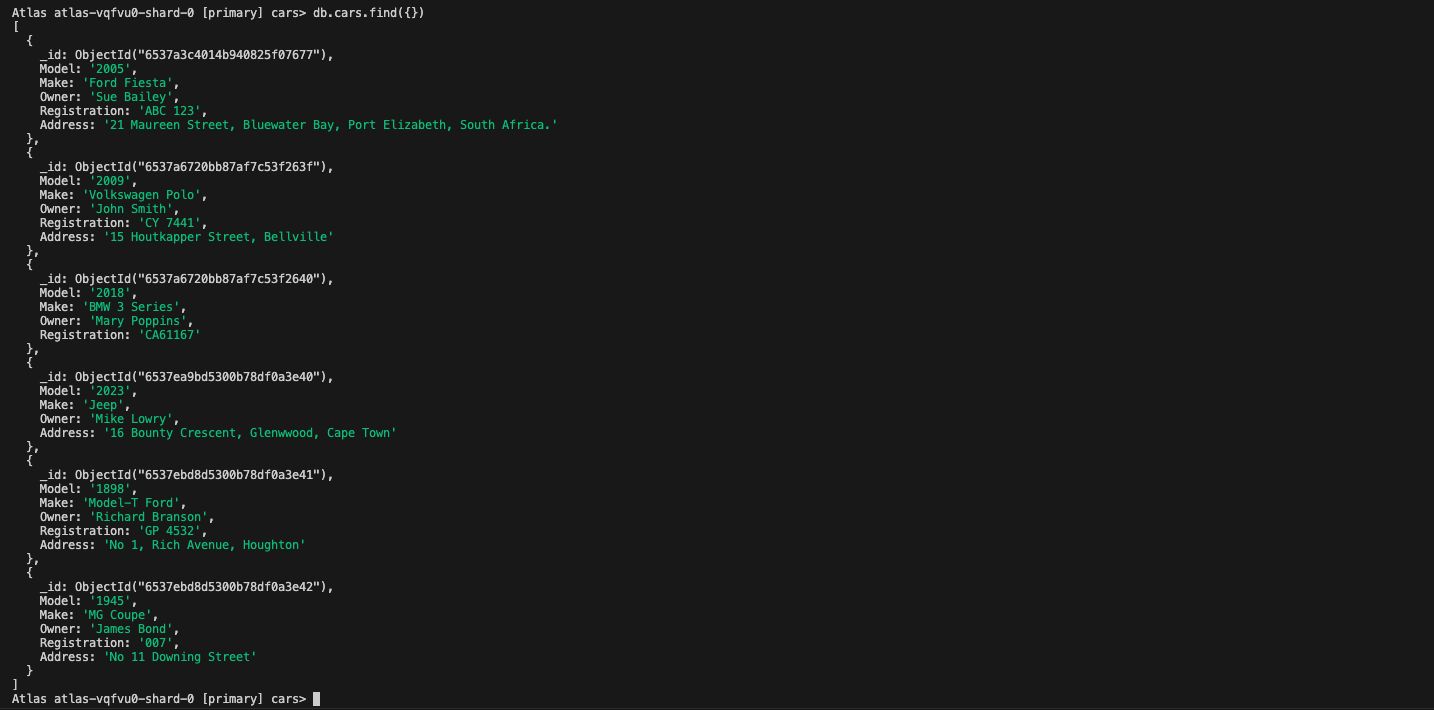 Atlas atlas-vqfvu0-shard-0 [primary] cars> db.cars.find({})
[
  {
    _id: ObjectId("6537a3c4014b940825f07677"),
    Model: '2005',
    Make: 'Ford Fiesta',
    Owner: 'Sue Bailey',
    Registration: 'ABC 123',
    Address: '21 Maureen Street, Bluewater Bay, Port Elizabeth, South Africa.'
  },
  {
    _id: ObjectId("6537a6720bb87af7c53f263f"),
    Model: '2009',
    Make: 'Volkswagen Polo',
    Owner: 'John Smith',
    Registration: 'CY 7441',
    Address: '15 Houtkapper Street, Bellville'
  },
  {
    _id: ObjectId("6537a6720bb87af7c53f2640"),
    Model: '2018',
    Make: 'BMW 3 Series',
    Owner: 'Mary Poppins',
    Registration: 'CA61167'
  },
  {
    _id: ObjectId("6537ea9bd5300b78df0a3e40"),
    Model: '2023',
    Make: 'Jeep',
    Owner: 'Mike Lowry',
    Address: '16 Bounty Crescent, Glenwwood, Cape Town'
  },
  {
    _id: ObjectId("6537ebd8d5300b78df0a3e41"),
    Model: '1898',
    Make: 'Model-T Ford',
    Owner: 'Richard Branson',
    Registration: 'GP 4532',
    Address: 'No 1, Rich Avenue, Houghton'
  },
  {
    _id: ObjectId("6537ebd8d5300b78df0a3e42"),
    Model: '1945',
    Make: 'MG Coupe',
    Owner: 'James Bond',
    Registration: '007',
    Address: 'No 11 Downing Street'
  }
]
Atlas atlas-vqfvu0-shard-0 [primary] cars>